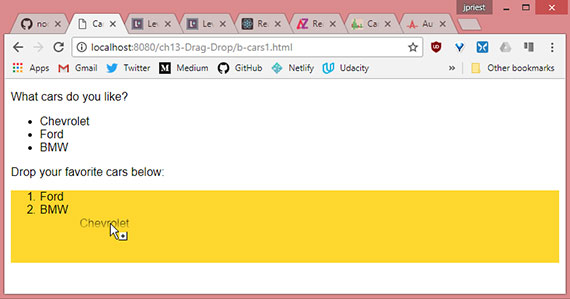 jpriest
no
Ca
Le
Le
Re
Re
Ca
Au
localhost:8080/ch13-Drag-Drop/b-cars1.html
Apps Gmail Twitter Medium GitHub Netlify Udacity » Other bookmarks
What cars do you like?
• Chevrolet
• Ford
• BMW
Drop your favorite cars below:
1. Ford
2. BMW
Chevrolet